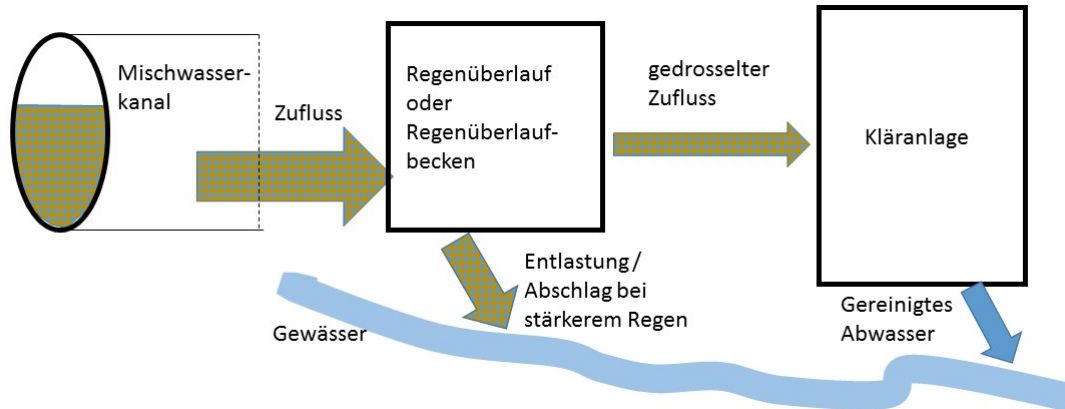 Mischwasser-
kanal
Zufluss
Regenüberlauf
oder
Regenüberlauf-
becken
gedrosselter
Zufluss
Kläranlage
Entlastung /
Abschlag bei
stärkerem Regen
Gewässer
Gereinigtes
Abwasser